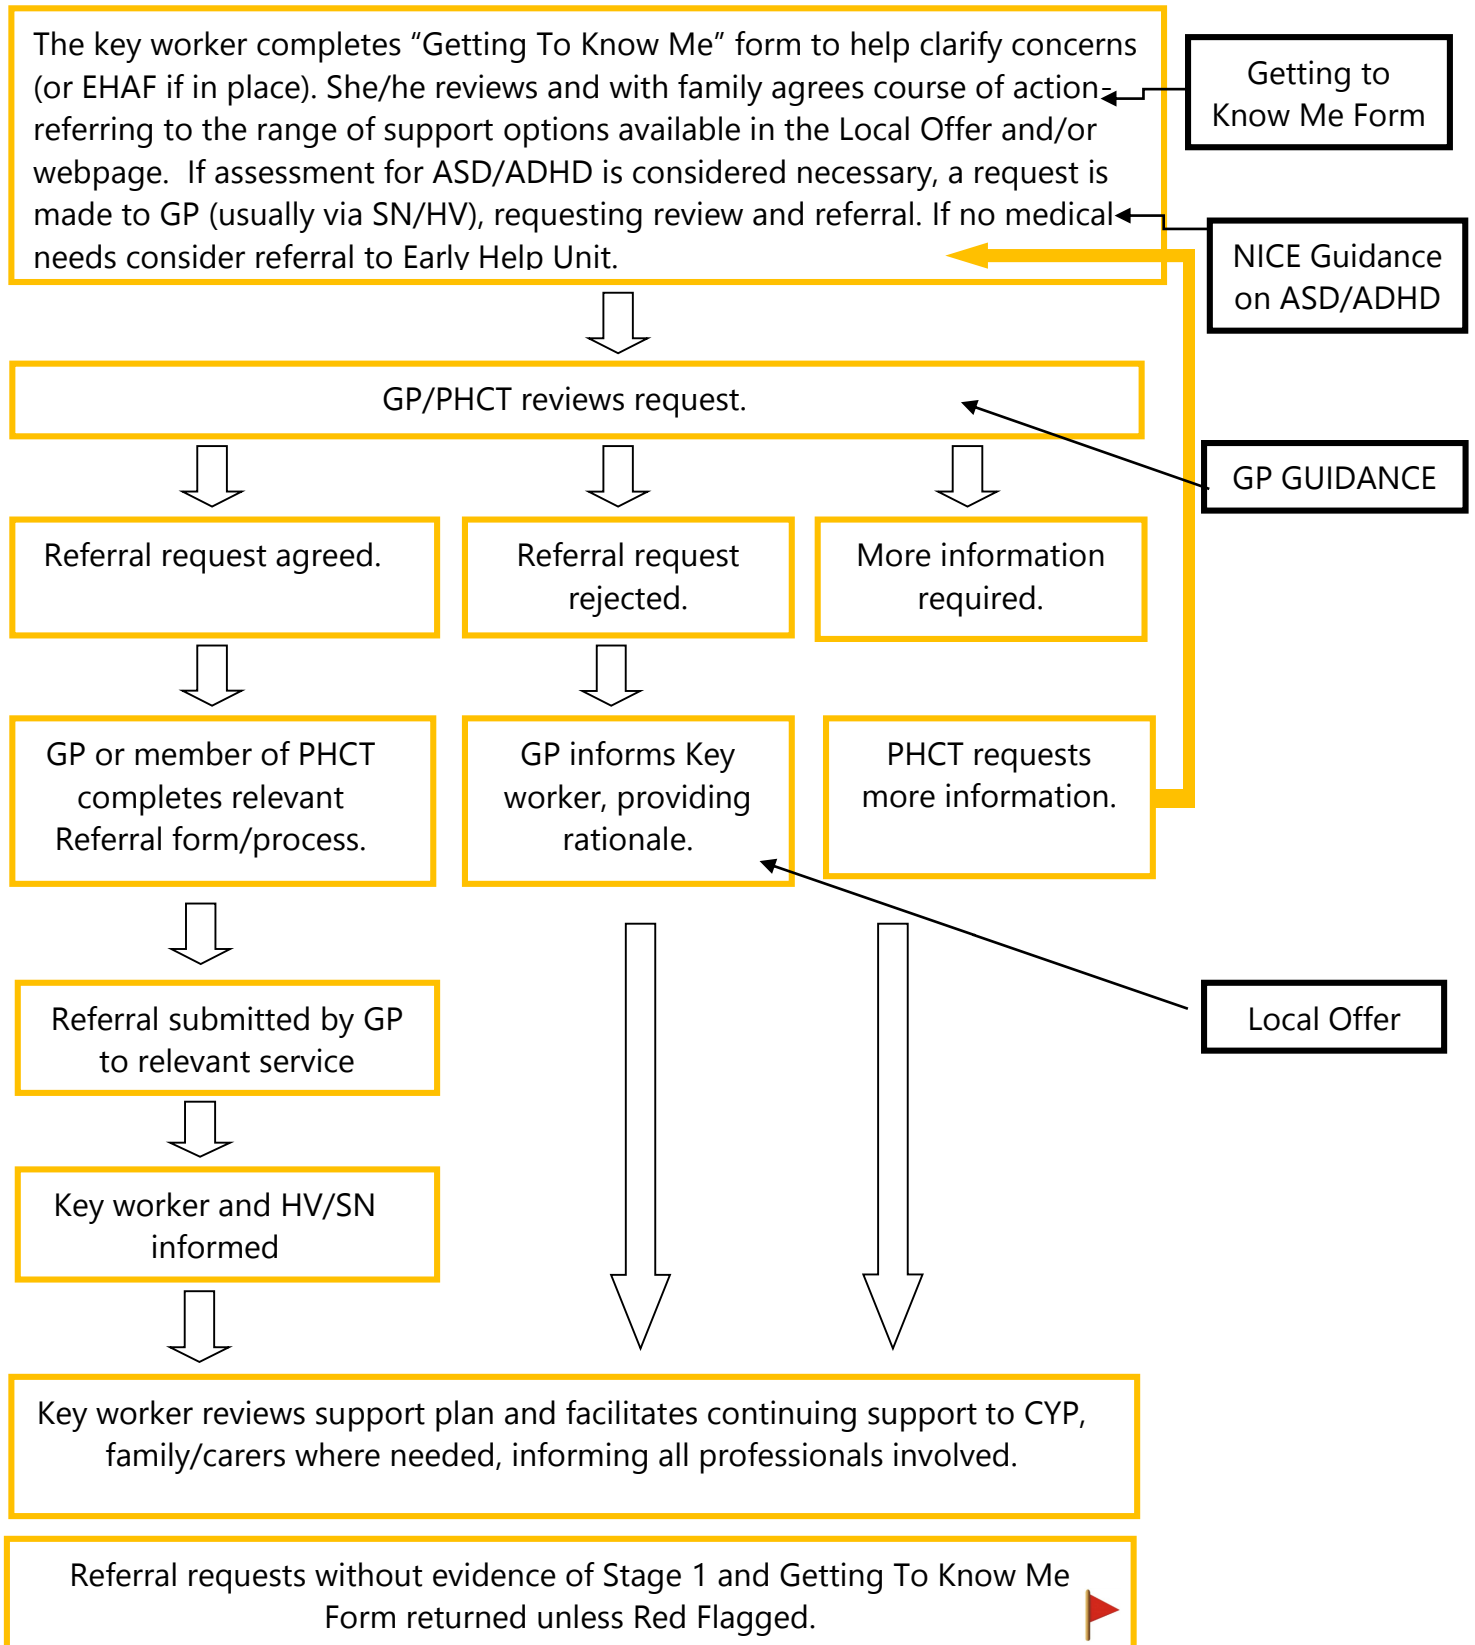 The key worker completes “Getting To Know Me” form to help clarify concerns
(or EHAF if in place). She/he reviews and with family agrees course of action-
referring to the range of support options available in the Local Offer and/or
webpage.  If assessment for ASD/ADHD is considered necessary, a request is
made to GP (usually via SN/HV), requesting review and referral. If no medical
needs consider referral to Early Help Unit.
Getting to
Know Me Form
NICE Guidance
on ASD/ADHD
GP/PHCT reviews request.
GP GUIDANCE
Referral request agreed.
Referral request
rejected.
More information
required.
GP or member of PHCT
completes relevant
Referral form/process.
GP informs Key
worker, providing
rationale.
PHCT requests
more information.
Referral submitted by GP
to relevant service
Local Offer
Key worker and HV/SN
informed
Key worker reviews support plan and facilitates continuing support to CYP,
family/carers where needed, informing all professionals involved.
Referral requests without evidence of Stage 1 and Getting To Know Me
Form returned unless Red Flagged.